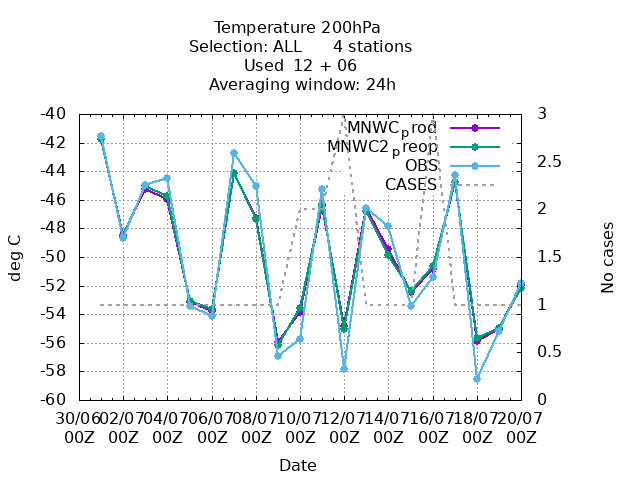 Temperature 200hPa
Selection: ALL      4 stations
Used  12 + 06
Averaging window: 24h
-40
-42
-44
-46
-48
-50
-52
-54
-56
-58
-60
deg C
MNWC_prod
MNWC2_preop
OBS
CASES
3
2.5
2
1.5
1
0.5
0
No cases
30/06 02/07 04/07 06/07 08/07 10/07 12/07 14/07 16/07 18/07 20/07
00Z 00Z 00Z 00Z 00Z 00Z 00Z 00Z 00Z 00Z 00Z
Date